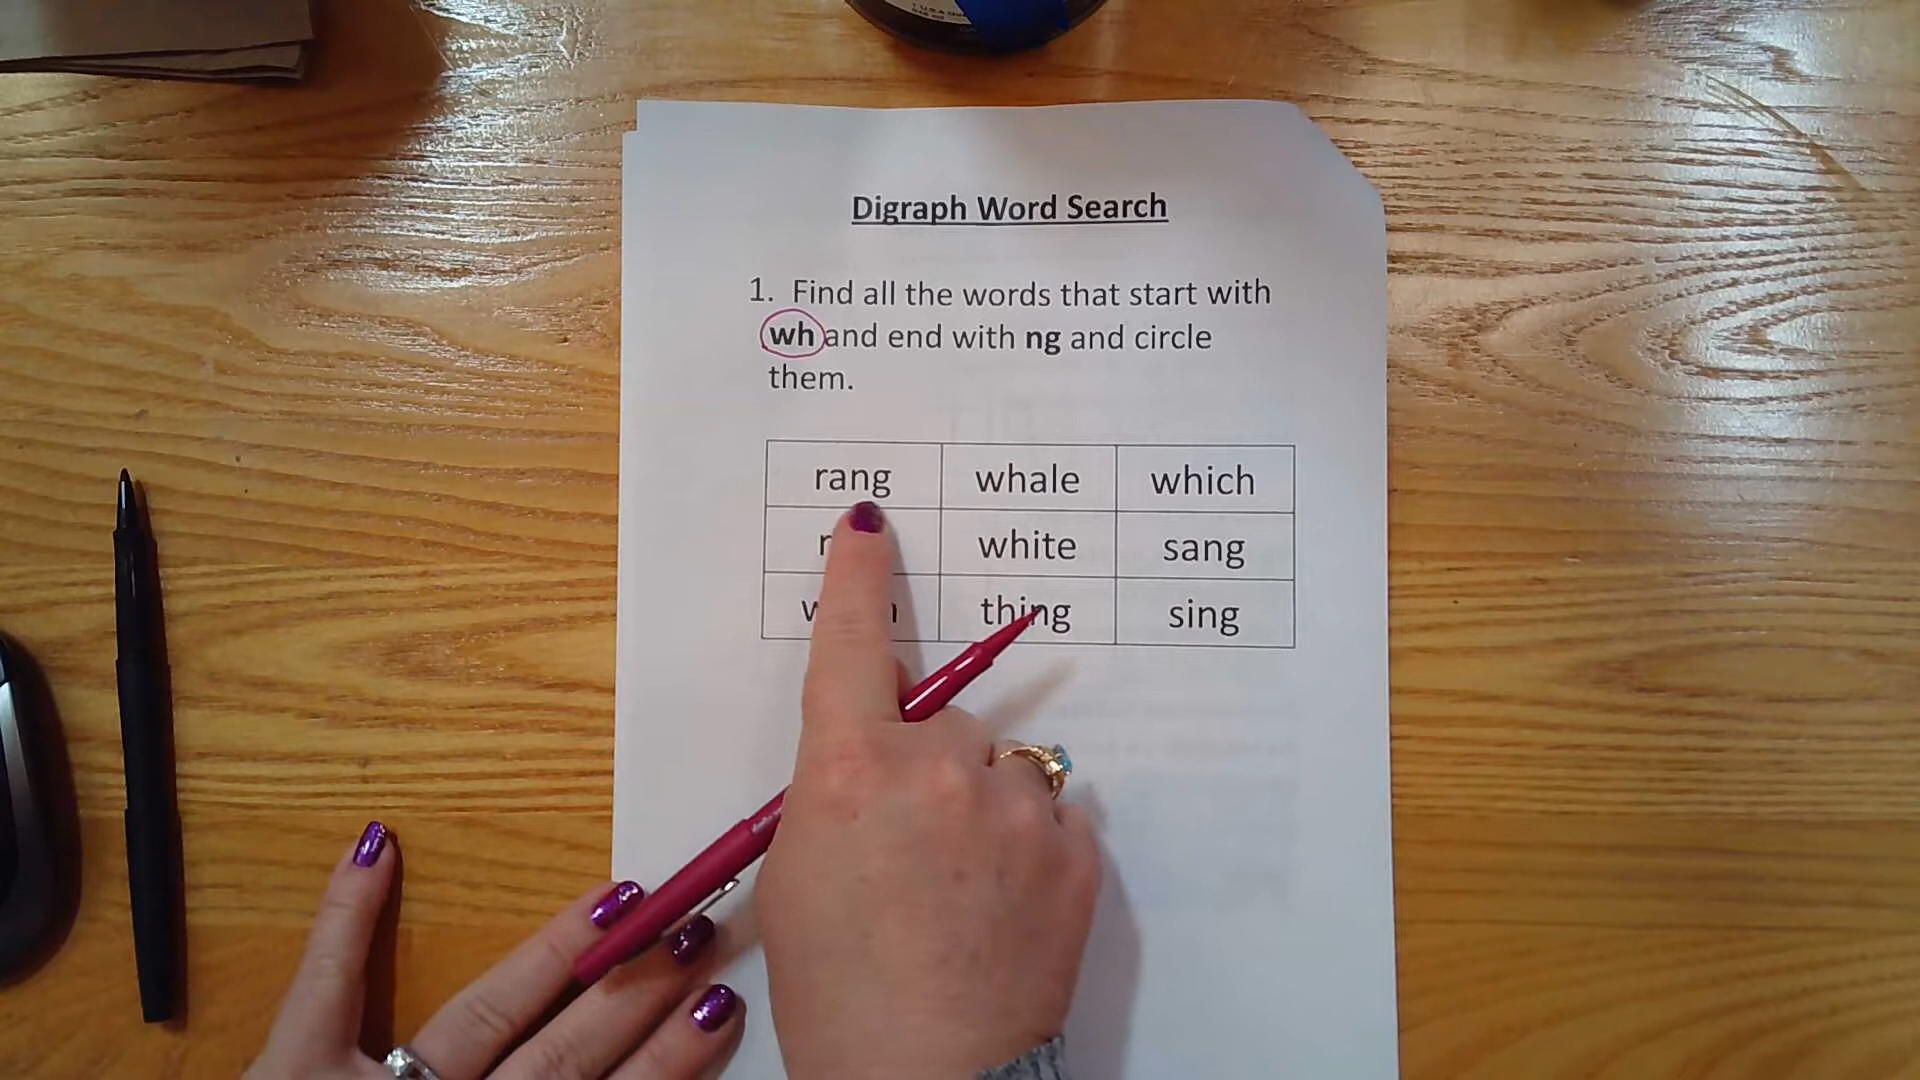 Digraph Word Search
1. Find all the words that start with
wh and end with ng and circle
them.
rang whale which
white sang
thing sing